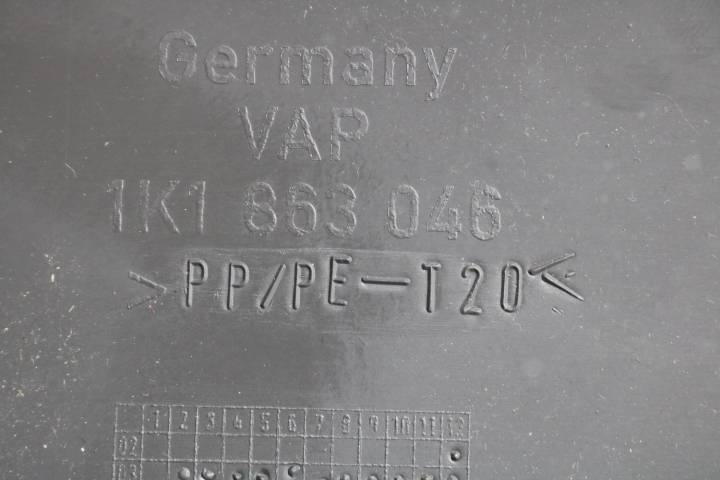 Germany
VAP
1K1 863 046
>PP/PE-T20<
1 2 3 4 5 6 7 8 9 10 11 12
02
03